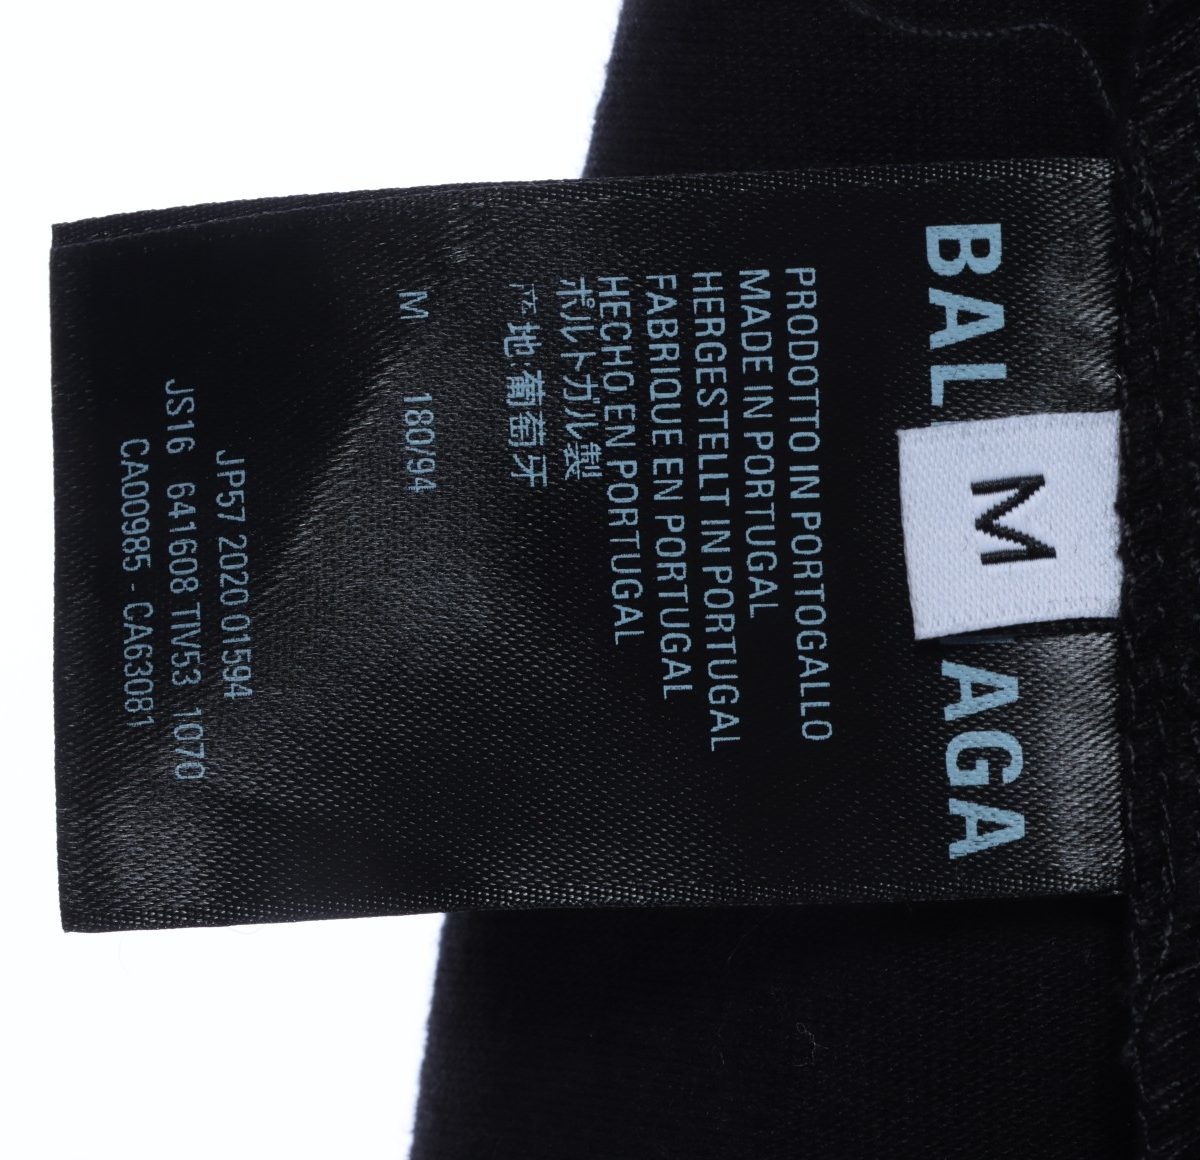 BAL AGA
M
PRODOTTO IN PORTOGALLO
MADE IN PORTUGAL
HERGESTELLT IN PORTUGAL
FABRIQUE EN PORTUGAL
HECHO EN PORTUGAL
ポルトガル製
产地 葡萄牙
M 180/94
JP57 2020 01594
JS16 641608 TIV53 1070
CA00985 - CA63081